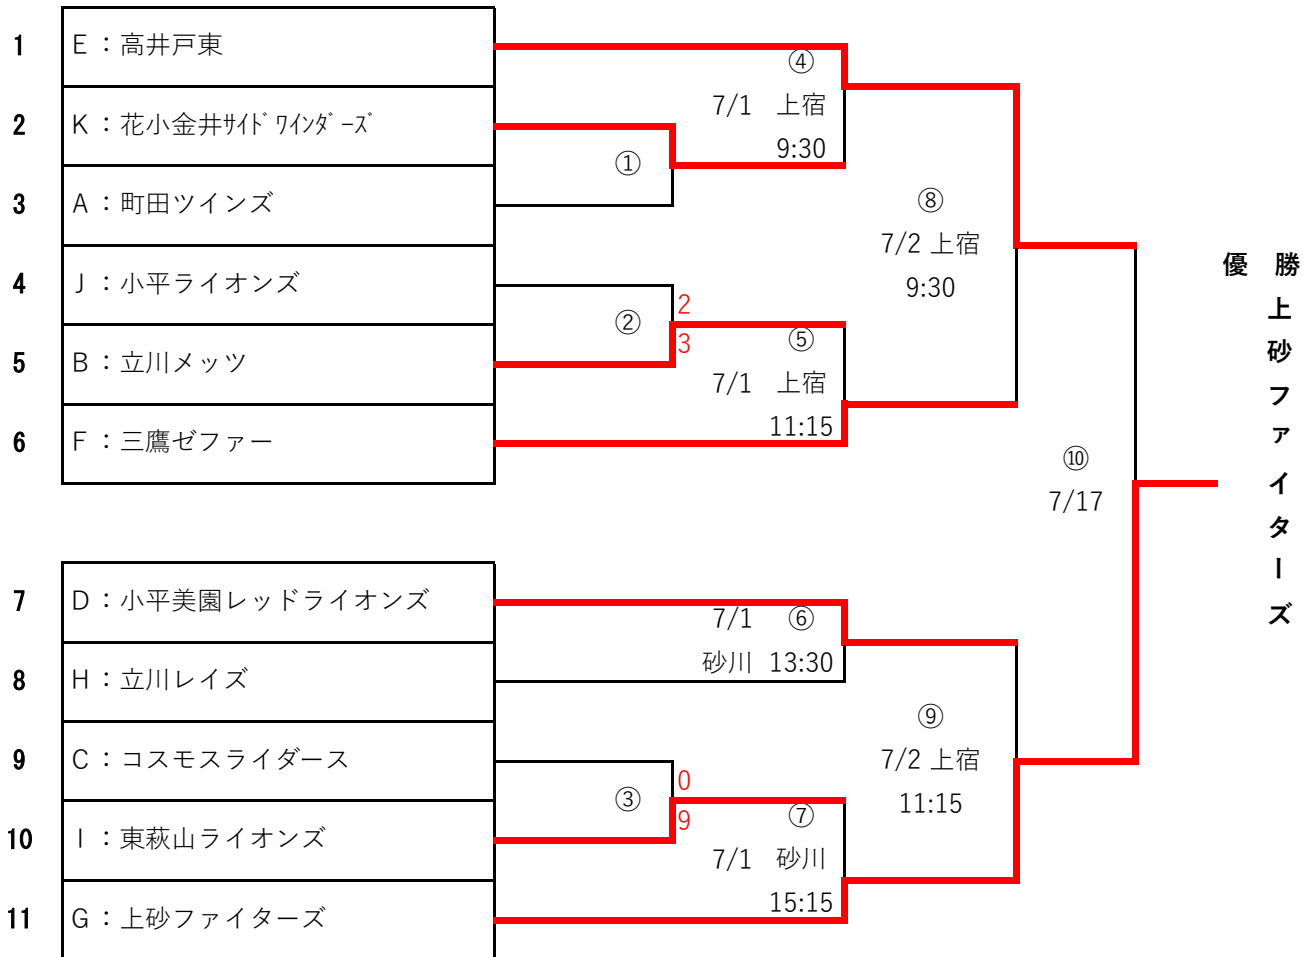 1 E：高井戸東
2 K：花小金井ｻｲﾄﾞﾜｲﾝﾀﾞｰｽﾞ
3 A：町田ツインズ
4 J：小平ライオンズ
5 B：立川メッツ
6 F：三鷹ゼファー
7 D：小平美園レッドライオンズ
8 H：立川レイズ
9 C：コスモスライダース
10 I：東萩山ライオンズ
11 G：上砂ファイターズ
①
②
2
3
③
0
9
④
7/1 上宿
9:30
⑤
7/1 上宿
11:15
7/1 ⑥
砂川 13:30
⑦
7/1 砂川
15:15
⑧
7/2 上宿
9:30
⑨
7/2 上宿
11:15
⑩
7/17
優 勝
上砂ファイターズ